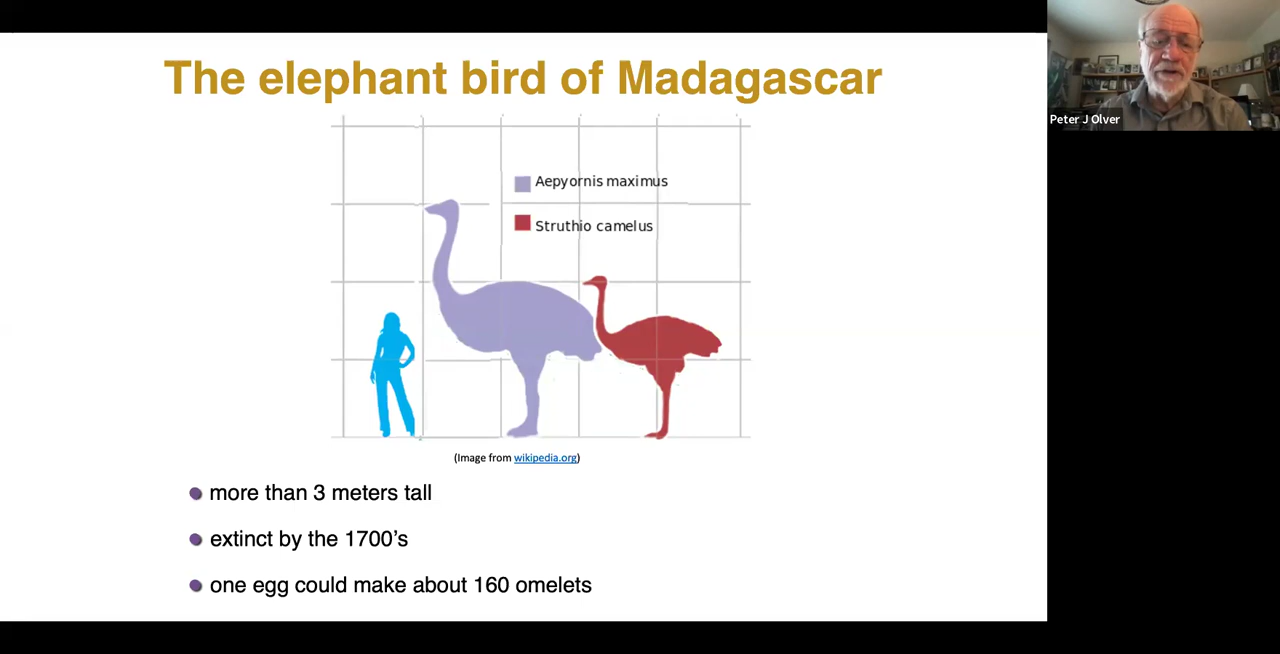 The elephant bird of Madagascar
Peter J Olver
Aepyornis maximus
Struthio camelus
(Image from wikipedia.org)
more than 3 meters tall
extinct by the 1700’s
one egg could make about 160 omelets